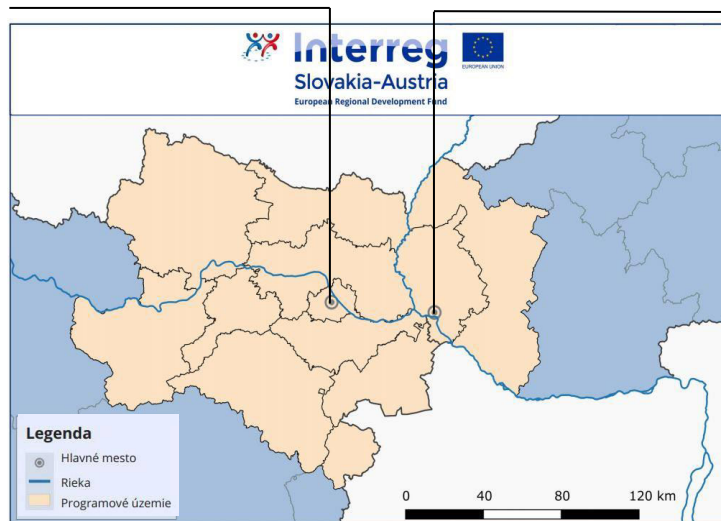 Interreg
EUROPEAN UNION
Slovakia-Austria
European Regional Development Fund
Legenda
Hlavné mesto
Rieka
Programové územie
0 40 80 120 km